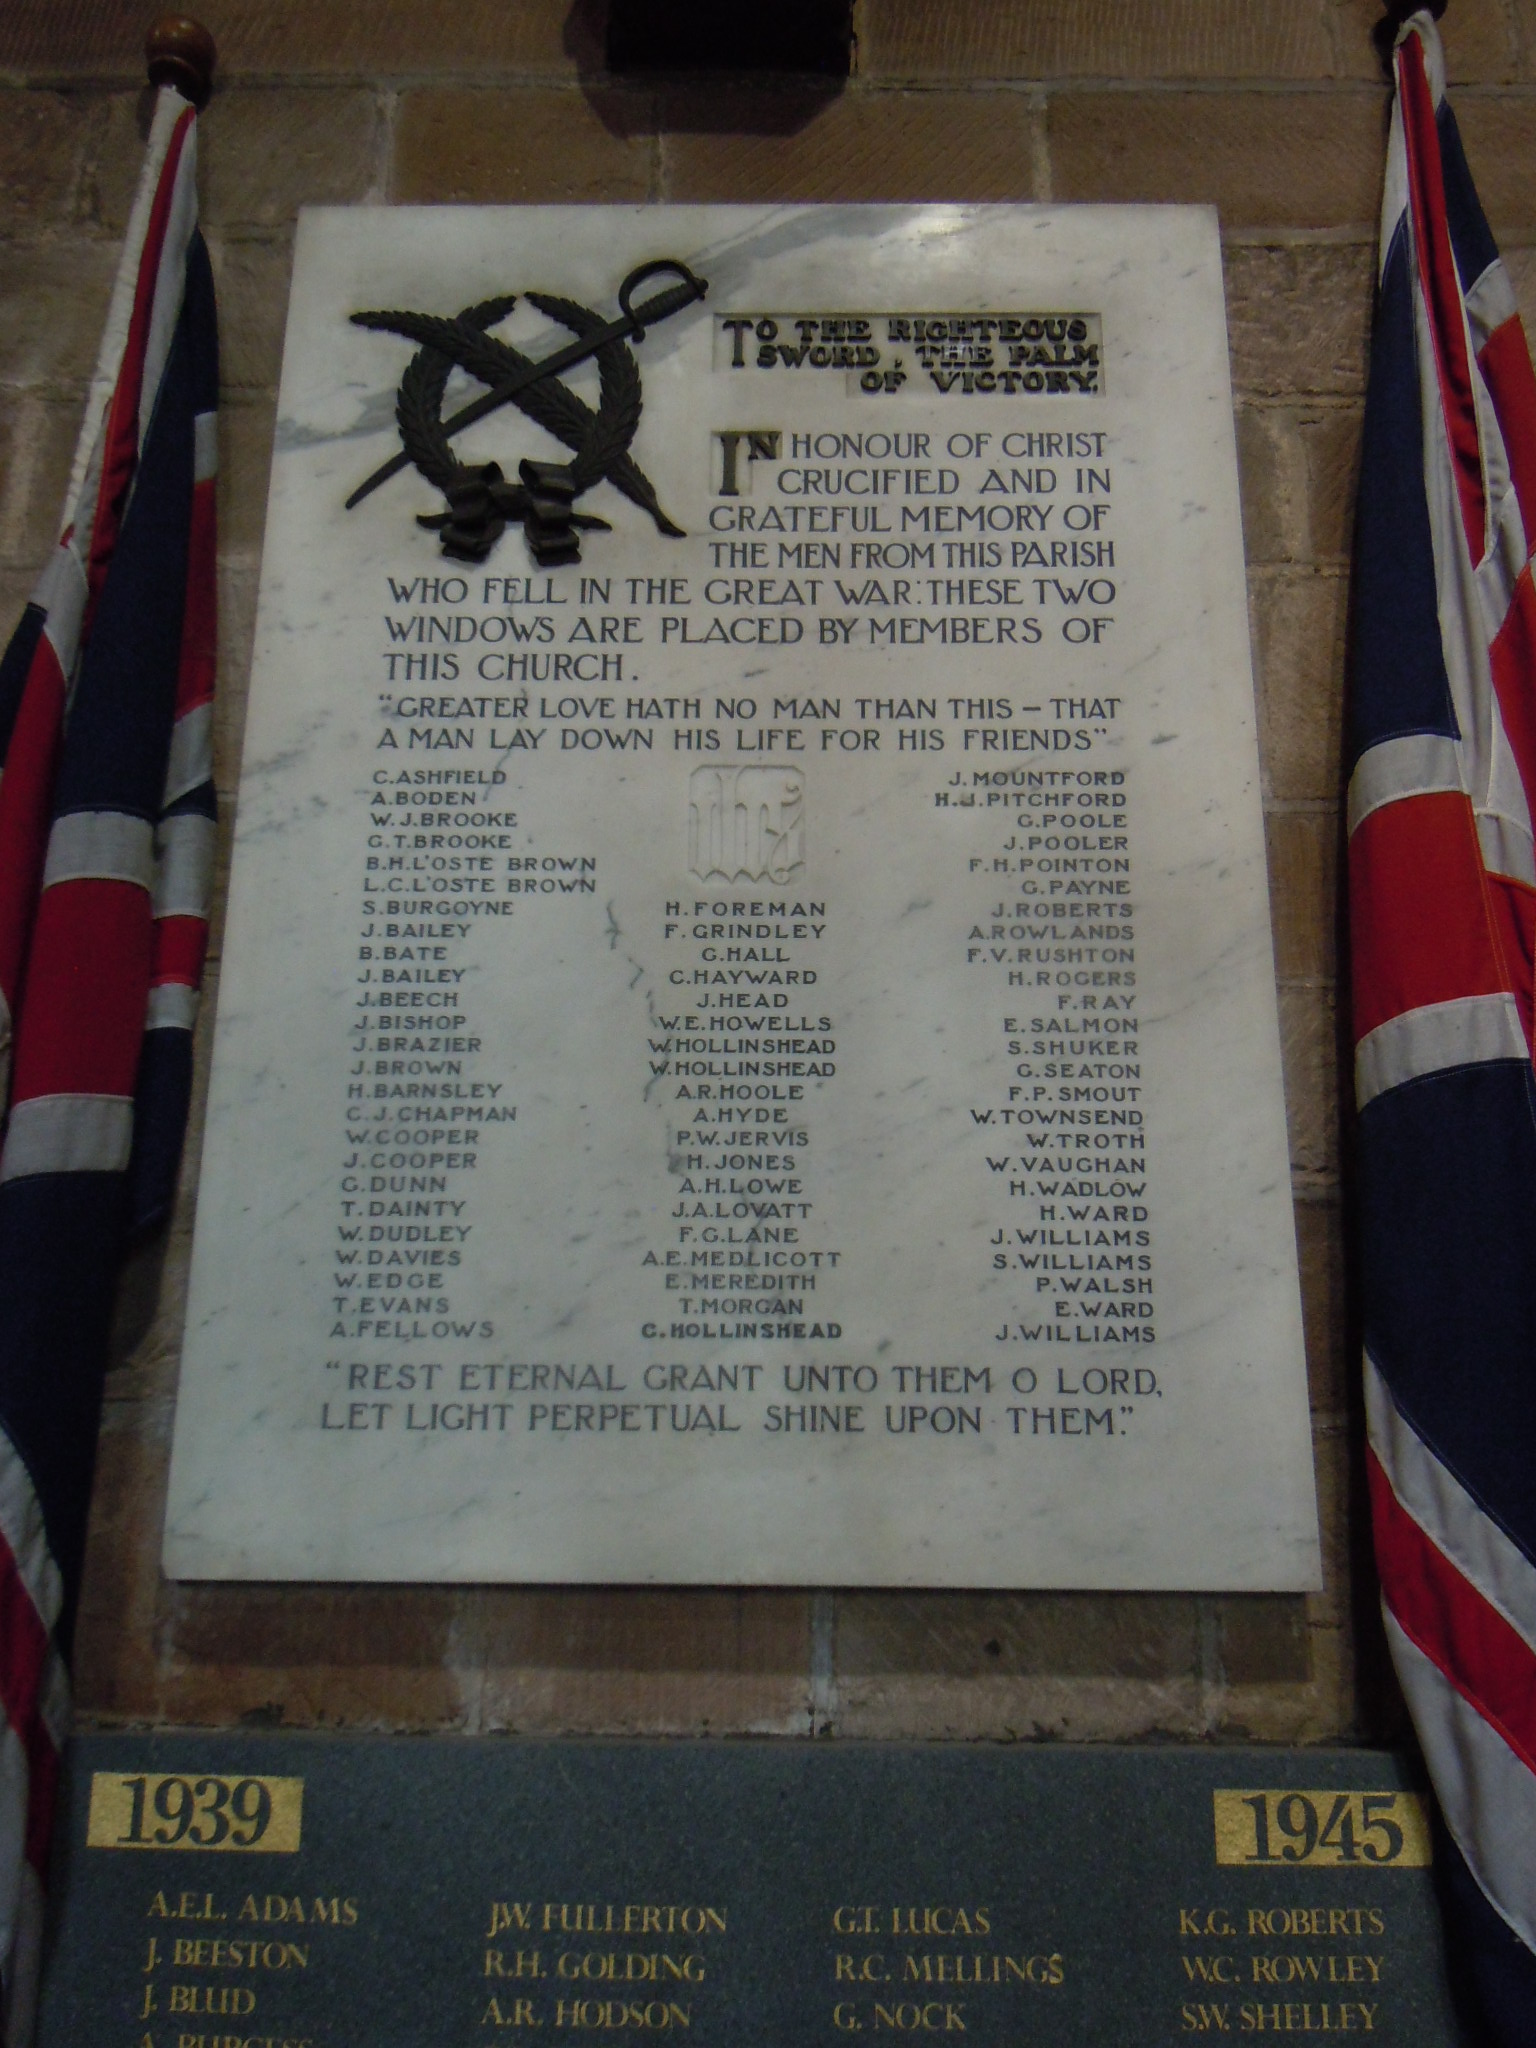 TO THE RIGHTEOUS
SWORD, THE PALM
OF VICTORY.
IN HONOUR OF CHRIST
CRUCIFIED AND IN
GRATEFUL MEMORY OF
THE MEN FROM THIS PARISH
WHO FELL IN THE GREAT WAR: THESE TWO
WINDOWS ARE PLACED BY MEMBERS OF
THIS CHURCH.
"GREATER LOVE HATH NO MAN THAN THIS – THAT
A MAN LAY DOWN HIS LIFE FOR HIS FRIENDS"
C. ASHFIELD
A. BODEN
W. J. BROOKE
G. T. BROOKE
B. H. L'OSTE BROWN
L. C. L'OSTE BROWN
S. BURGOYNE
J. BAILEY
B. BATE
J. BAILEY
J. BEECH
J. BISHOP
J. BRAZIER
J. BROWN
H. BARNSLEY
C. J. CHAPMAN
W. COOPER
J. COOPER
G. DUNN
T. DAINTY
W. DUDLEY
W. DAVIES
W. EDGE
T. EVANS
A. FELLOWS
ihs
H. FOREMAN
F. GRINDLEY
G. HALL
C. HAYWARD
J. HEAD
W. E. HOWELLS
W. HOLLINSHEAD
W. HOLLINSHEAD
A. R. HOOLE
A. HYDE
P. W. JERVIS
H. JONES
A. H. LOWE
J. A. LOVATT
F. G. LANE
A. E. MEDLICOTT
E. MEREDITH
T. MORGAN
C. HOLLINSHEAD
J. MOUNTFORD
H. J. PITCHFORD
G. POOLE
J. POOLER
F. H. POINTON
G. PAYNE
J. ROBERTS
A. ROWLANDS
F. V. RUSHTON
H. ROGERS
F. RAY
E. SALMON
S. SHUKER
G. SEATON
F. P. SMOUT
W. TOWNSEND
W. TROTH
W. VAUGHAN
H. WADLOW
H. WARD
J. WILLIAMS
S. WILLIAMS
P. WALSH
E. WARD
J. WILLIAMS
"REST ETERNAL GRANT UNTO THEM O LORD,
LET LIGHT PERPETUAL SHINE UPON THEM."
1939
1945
A.E.L. ADAMS
J. BEESTON
J. BLUD
A. BURGESS
J.W. FULLERTON
R.H. GOLDING
A.R. HODSON
G.T. LUCAS
R.C. MELLINGS
G. NOCK
K.G. ROBERTS
W.C. ROWLEY
S.W. SHELLEY